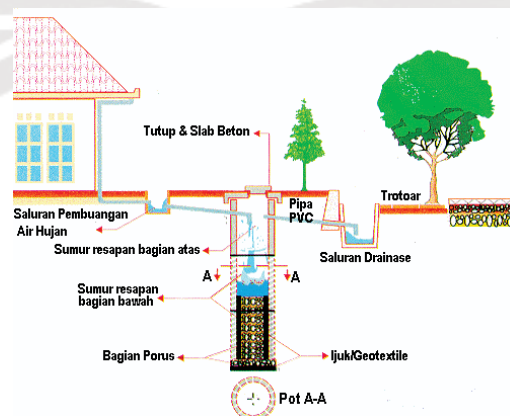 Tutup & Slab Beton
Pipa
PVC
Trotoar
Saluran Pembuangan
Air Hujan
Sumur resapan bagian atas
Saluran Drainase
A
A
Sumur resapan
bagian bawah
Bagian Porus
Ijuk/Geotextile
Pot A-A